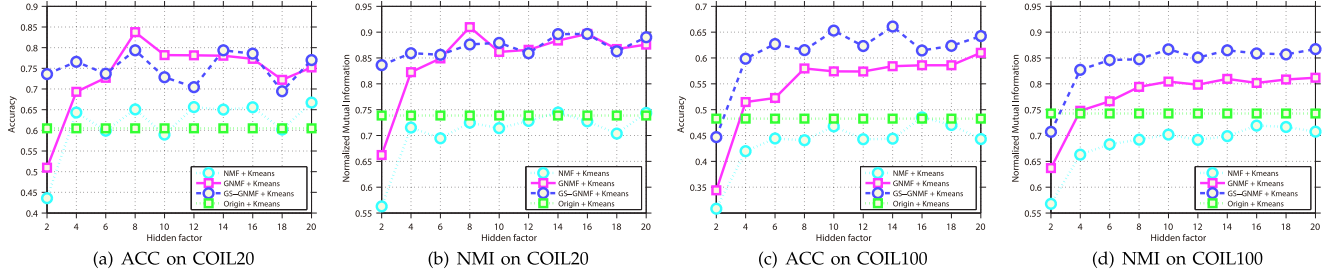 0.9
0.85
0.8
0.75
0.7
0.65
0.6
0.55
0.5
0.45
0.4
Accuracy
2 4 6 8 10 12 14 16 18 20
Hidden factor
NMF + Kmeans
GNMF + Kmeans
GS–GNMF + Kmeans
Origin + Kmeans
(a) ACC on COIL20
0.95
0.9
0.85
0.8
0.75
0.7
0.65
0.6
0.55
Normalized Mutual Information
2 4 6 8 10 12 14 16 18 20
Hidden factor
NMF + Kmeans
GNMF + Kmeans
GS–GNMF + Kmeans
Origin + Kmeans
(b) NMI on COIL20
0.7
0.65
0.6
0.55
0.5
0.45
0.4
0.35
0.3
Accuracy
2 4 6 8 10 12 14 16 18 20
Hidden factor
NMF + Kmeans
GNMF + Kmeans
GS–GNMF + Kmeans
Origin + Kmeans
(c) ACC on COIL100
0.95
0.9
0.85
0.8
0.75
0.7
0.65
0.6
0.55
Normalized Mutual Information
2 4 6 8 10 12 14 16 18 20
Hidden factor
NMF + Kmeans
GNMF + Kmeans
GS–GNMF + Kmeans
Origin + Kmeans
(d) NMI on COIL100